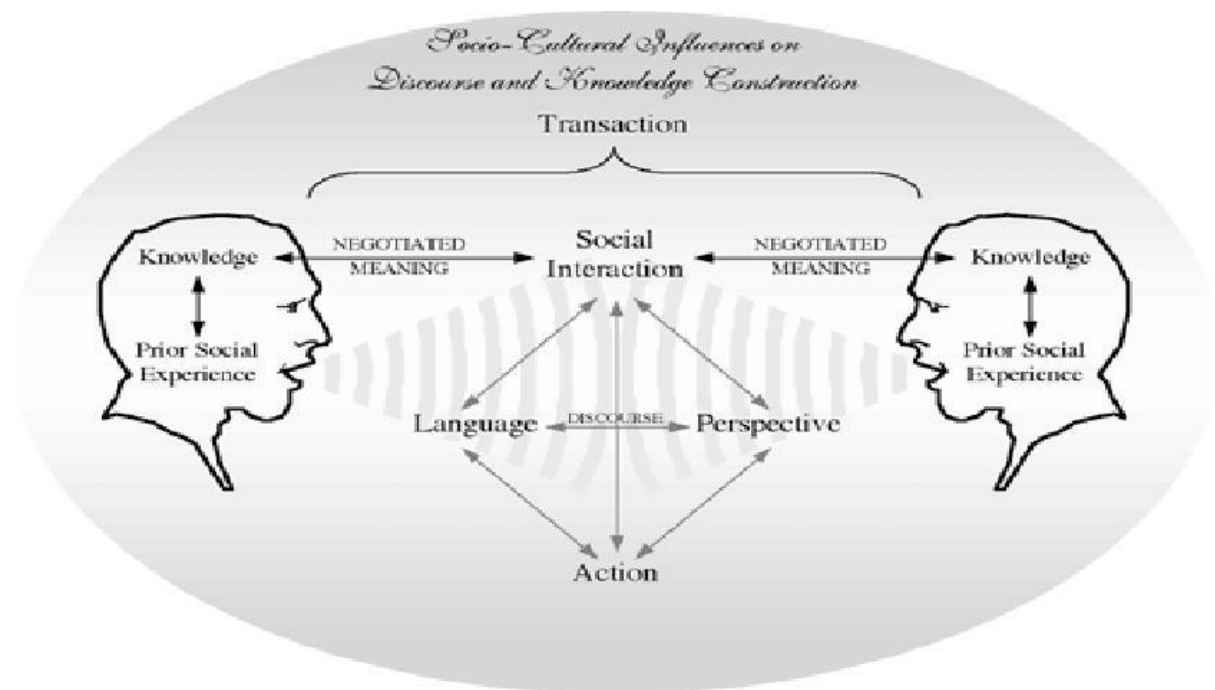 Socio-Cultural Influences on
Discourse and Knowledge Construction
Transaction
Knowledge
NEGOTIATED
MEANING
Social
Interaction
NEGOTIATED
MEANING
Knowledge
Prior Social
Experience
Prior Social
Experience
Language
DISCOURSE
Perspective
Action